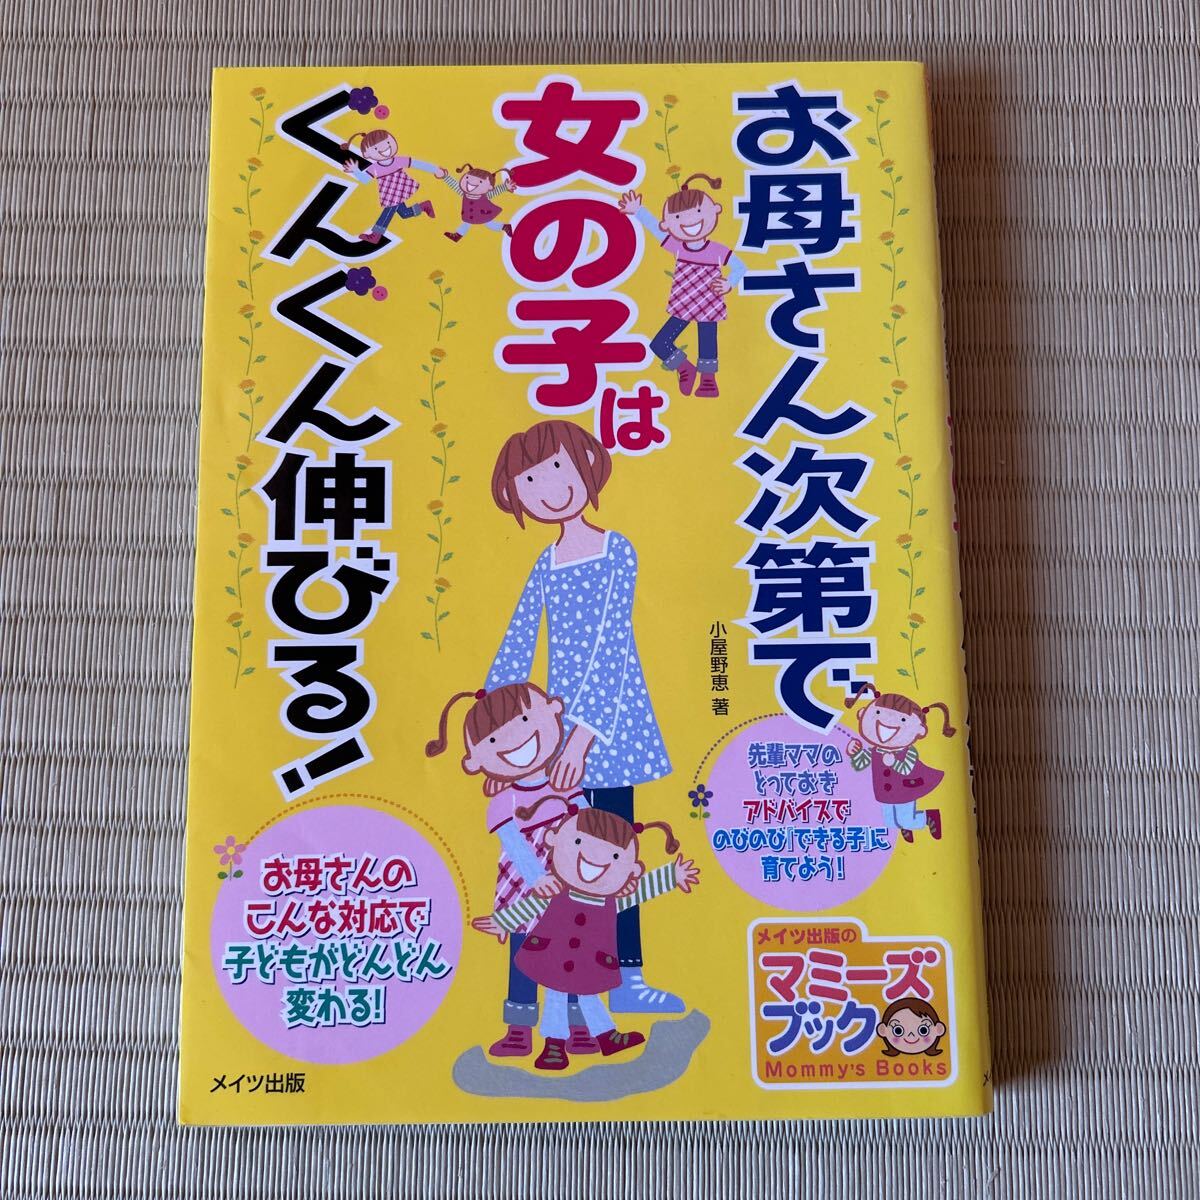 お母さん次第で
女の子は
ぐんぐん伸びる!
小屋野恵 著
先輩ママの
とっておき
アドバイスで
のびのび「できる子」に
育てよう!
お母さんの
こんな対応で
子どもがどんどん
変わる!
メイツ出版の
マミーズ
ブック
Mommy's Books
メイツ出版